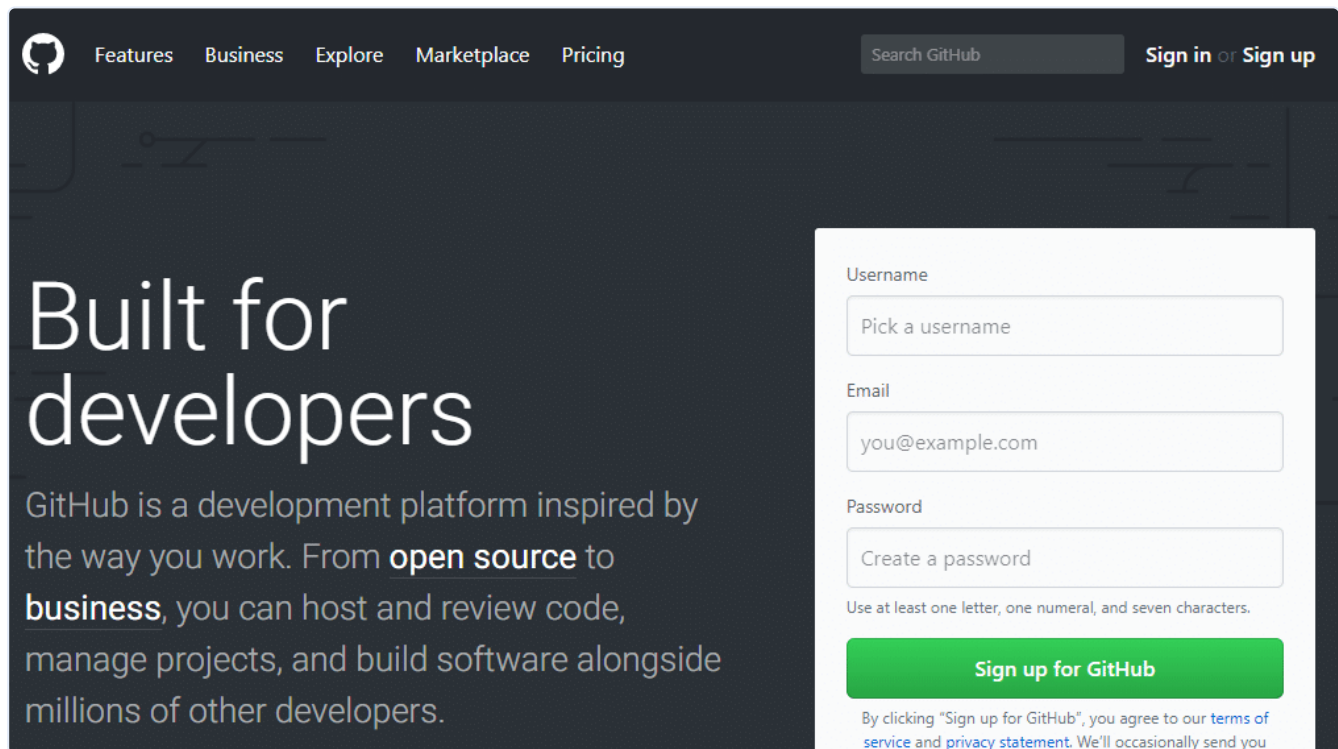 Features Business Explore Marketplace Pricing Search GitHub Sign in or Sign up
Built for
developers
GitHub is a development platform inspired by
the way you work. From open source to
business, you can host and review code,
manage projects, and build software alongside
millions of other developers.
Username
Pick a username
Email
you@example.com
Password
Create a password
Use at least one letter, one numeral, and seven characters.
Sign up for GitHub
By clicking “Sign up for GitHub”, you agree to our terms of
service and privacy statement. We’ll occasionally send you